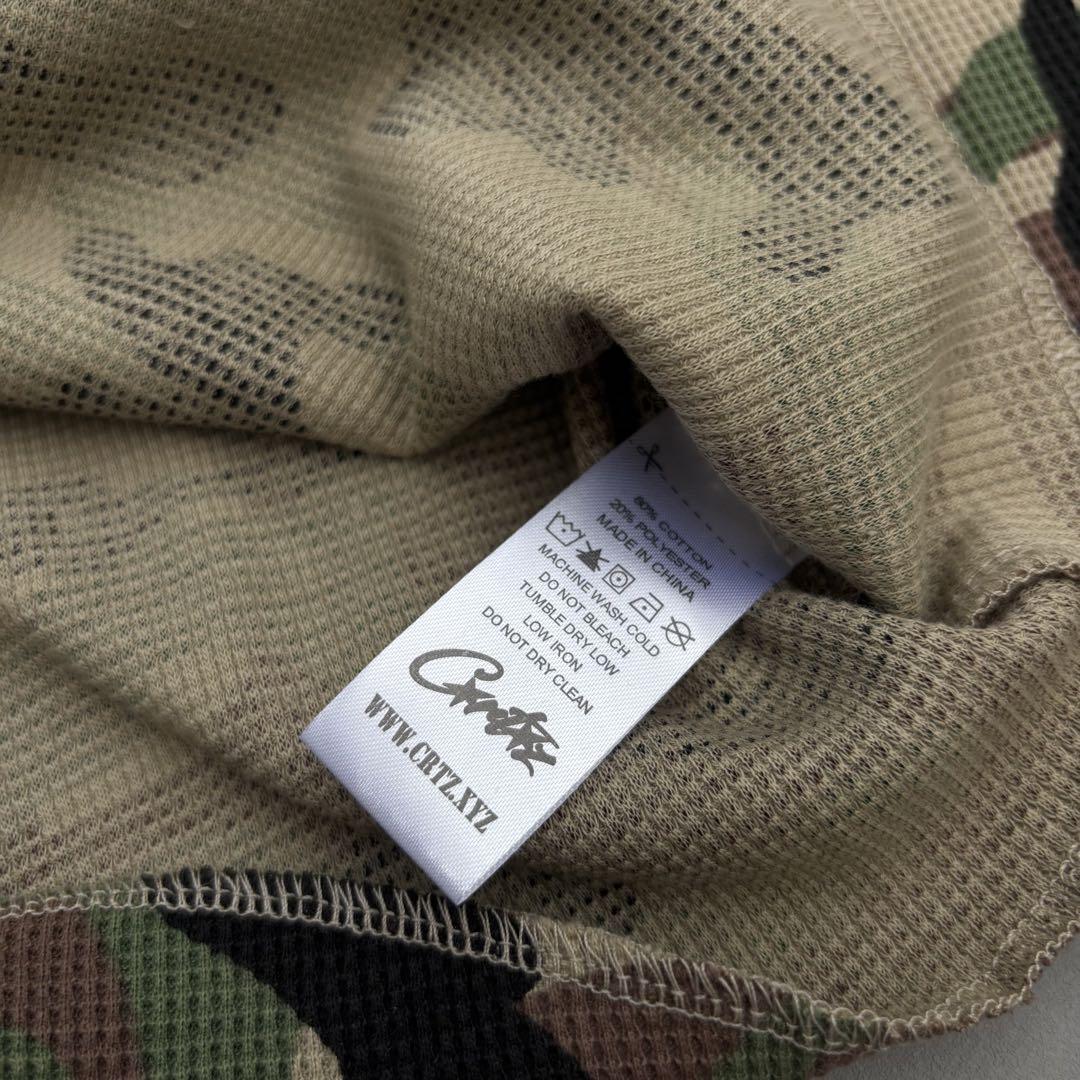 80% COTTON
20% POLYESTER
MADE IN CHINA
MACHINE WASH COLD
DO NOT BLEACH
TUMBLE DRY LOW
LOW IRON
DO NOT DRY CLEAN
Crtz
WWW.CRTZ.XYZ